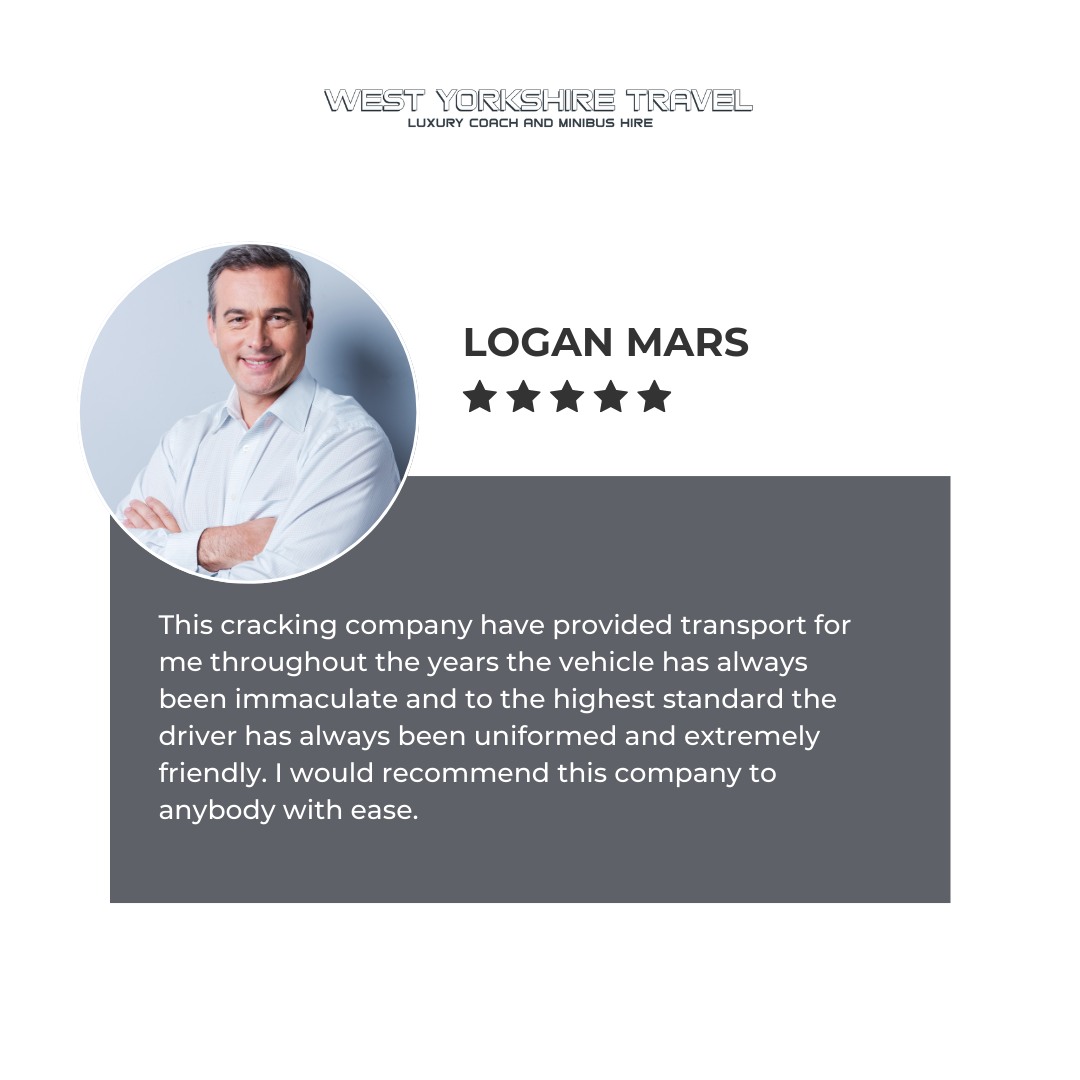 WEST YORKSHIRE TRAVEL
LUXURY COACH AND MINIBUS HIRE
LOGAN MARS
This cracking company have provided transport for
me throughout the years the vehicle has always
been immaculate and to the highest standard the
driver has always been uniformed and extremely
friendly. I would recommend this company to
anybody with ease.